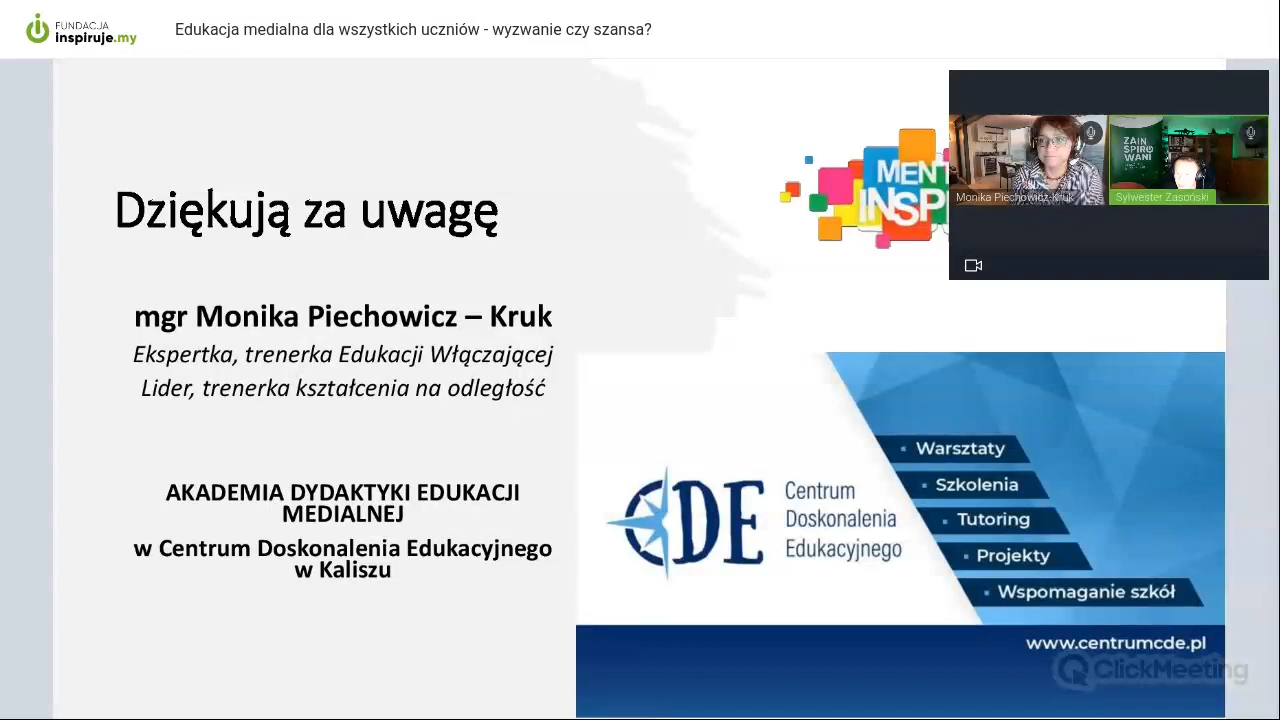 FUNDACJA
inspiruje.my
Edukacja medialna dla wszystkich uczniów - wyzwanie czy szansa?
MENT
INSP
ZAIN
SPIRO
WANI
Monika Piechowicz-Kruk
Sylwester Zasoński
Dziękują za uwagę
mgr Monika Piechowicz – Kruk
Ekspertka, trenerka Edukacji Włączającej
Lider, trenerka kształcenia na odległość
AKADEMIA DYDAKTYKI EDUKACJI
MEDIALNEJ
w Centrum Doskonalenia Edukacyjnego
w Kaliszu
CDE
Centrum
Doskonalenia
Edukacyjnego
Warsztaty
Szkolenia
Tutoring
Projekty
Wspomaganie szkół
www.centrumcde.pl
ClickMeeting